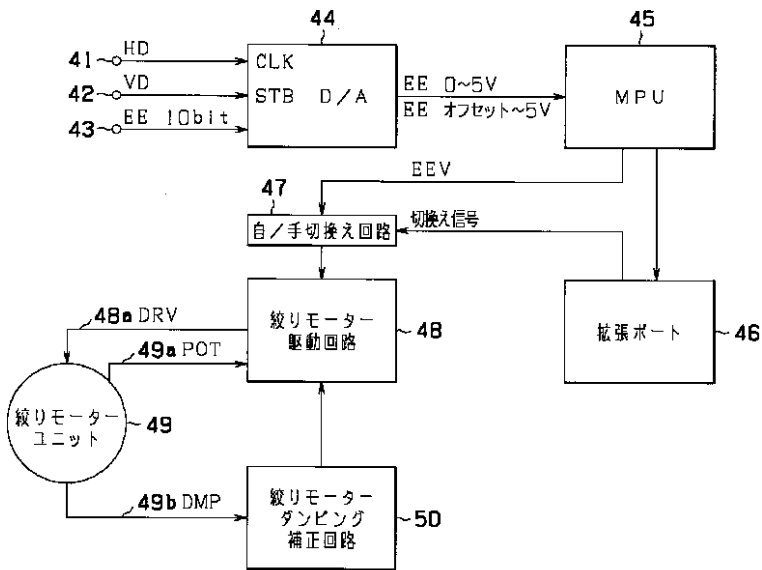 44
45
41
HD
CLK
42
VD
STB D/A
43
EE 10bit
EE 0~5V
EE オフセット~5V
MPU
EEV
47
自/手切換え回路
切換え信号
48a DRV
49a POT
絞りモーター
駆動回路
48
拡張ポート
46
絞りモーター
ユニット
49
49b DMP
絞りモーター
ダンピング
補正回路
50